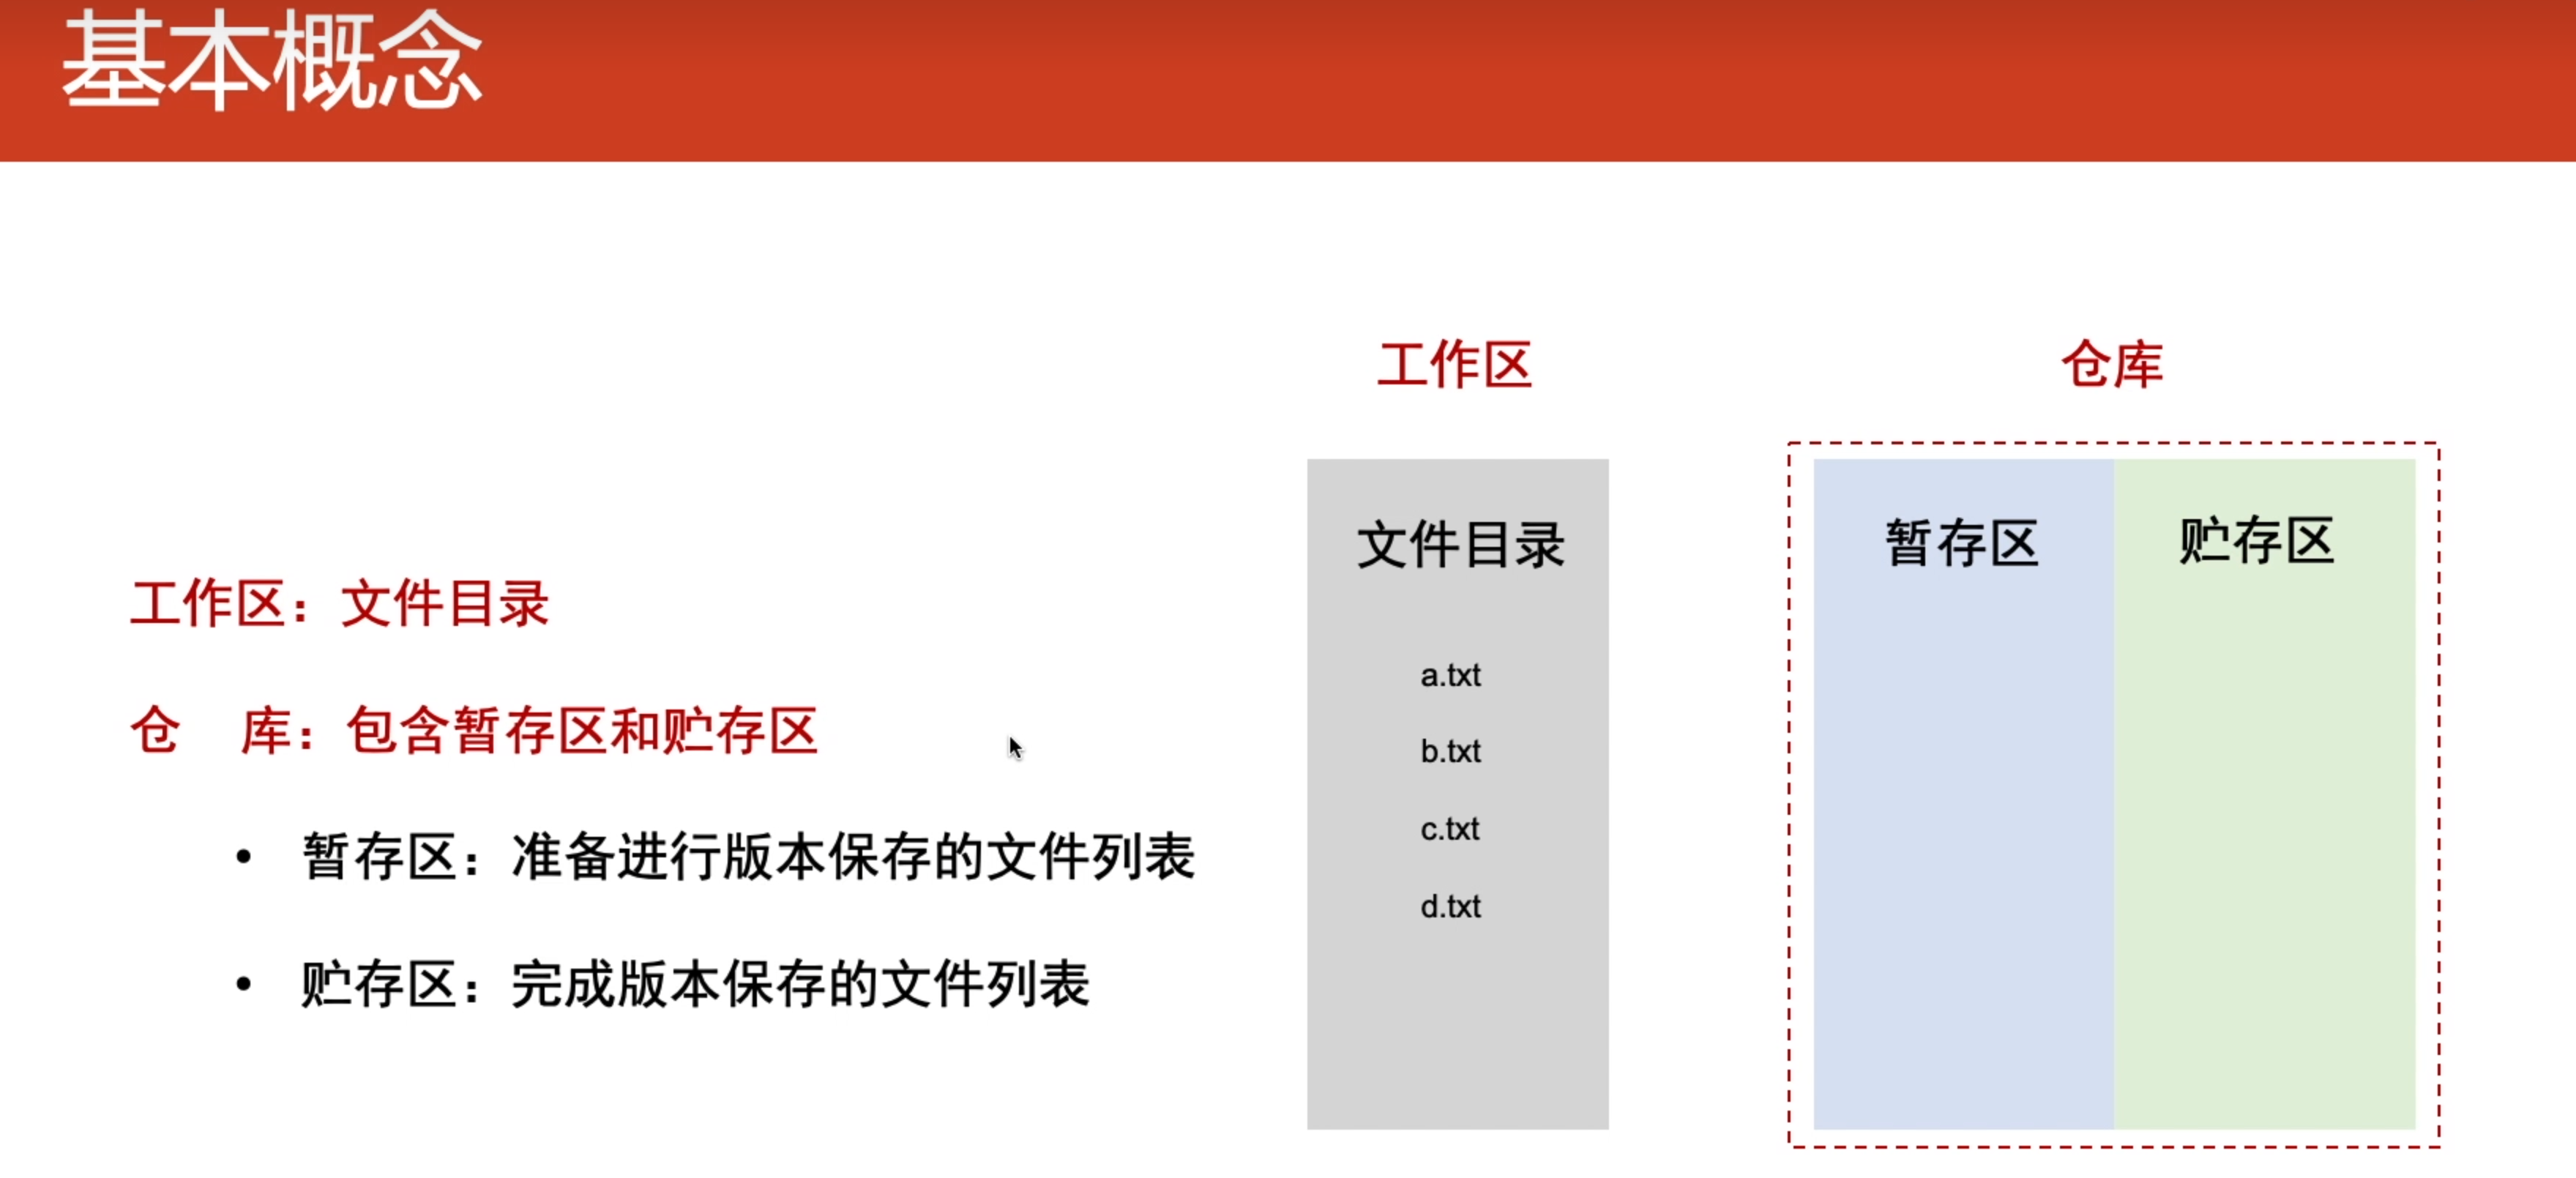 基本概念
工作区：文件目录
仓 库：包含暂存区和贮存区
• 暂存区：准备进行版本保存的文件列表
• 贮存区：完成版本保存的文件列表
工作区
文件目录
a.txt
b.txt
c.txt
d.txt
仓库
暂存区
贮存区